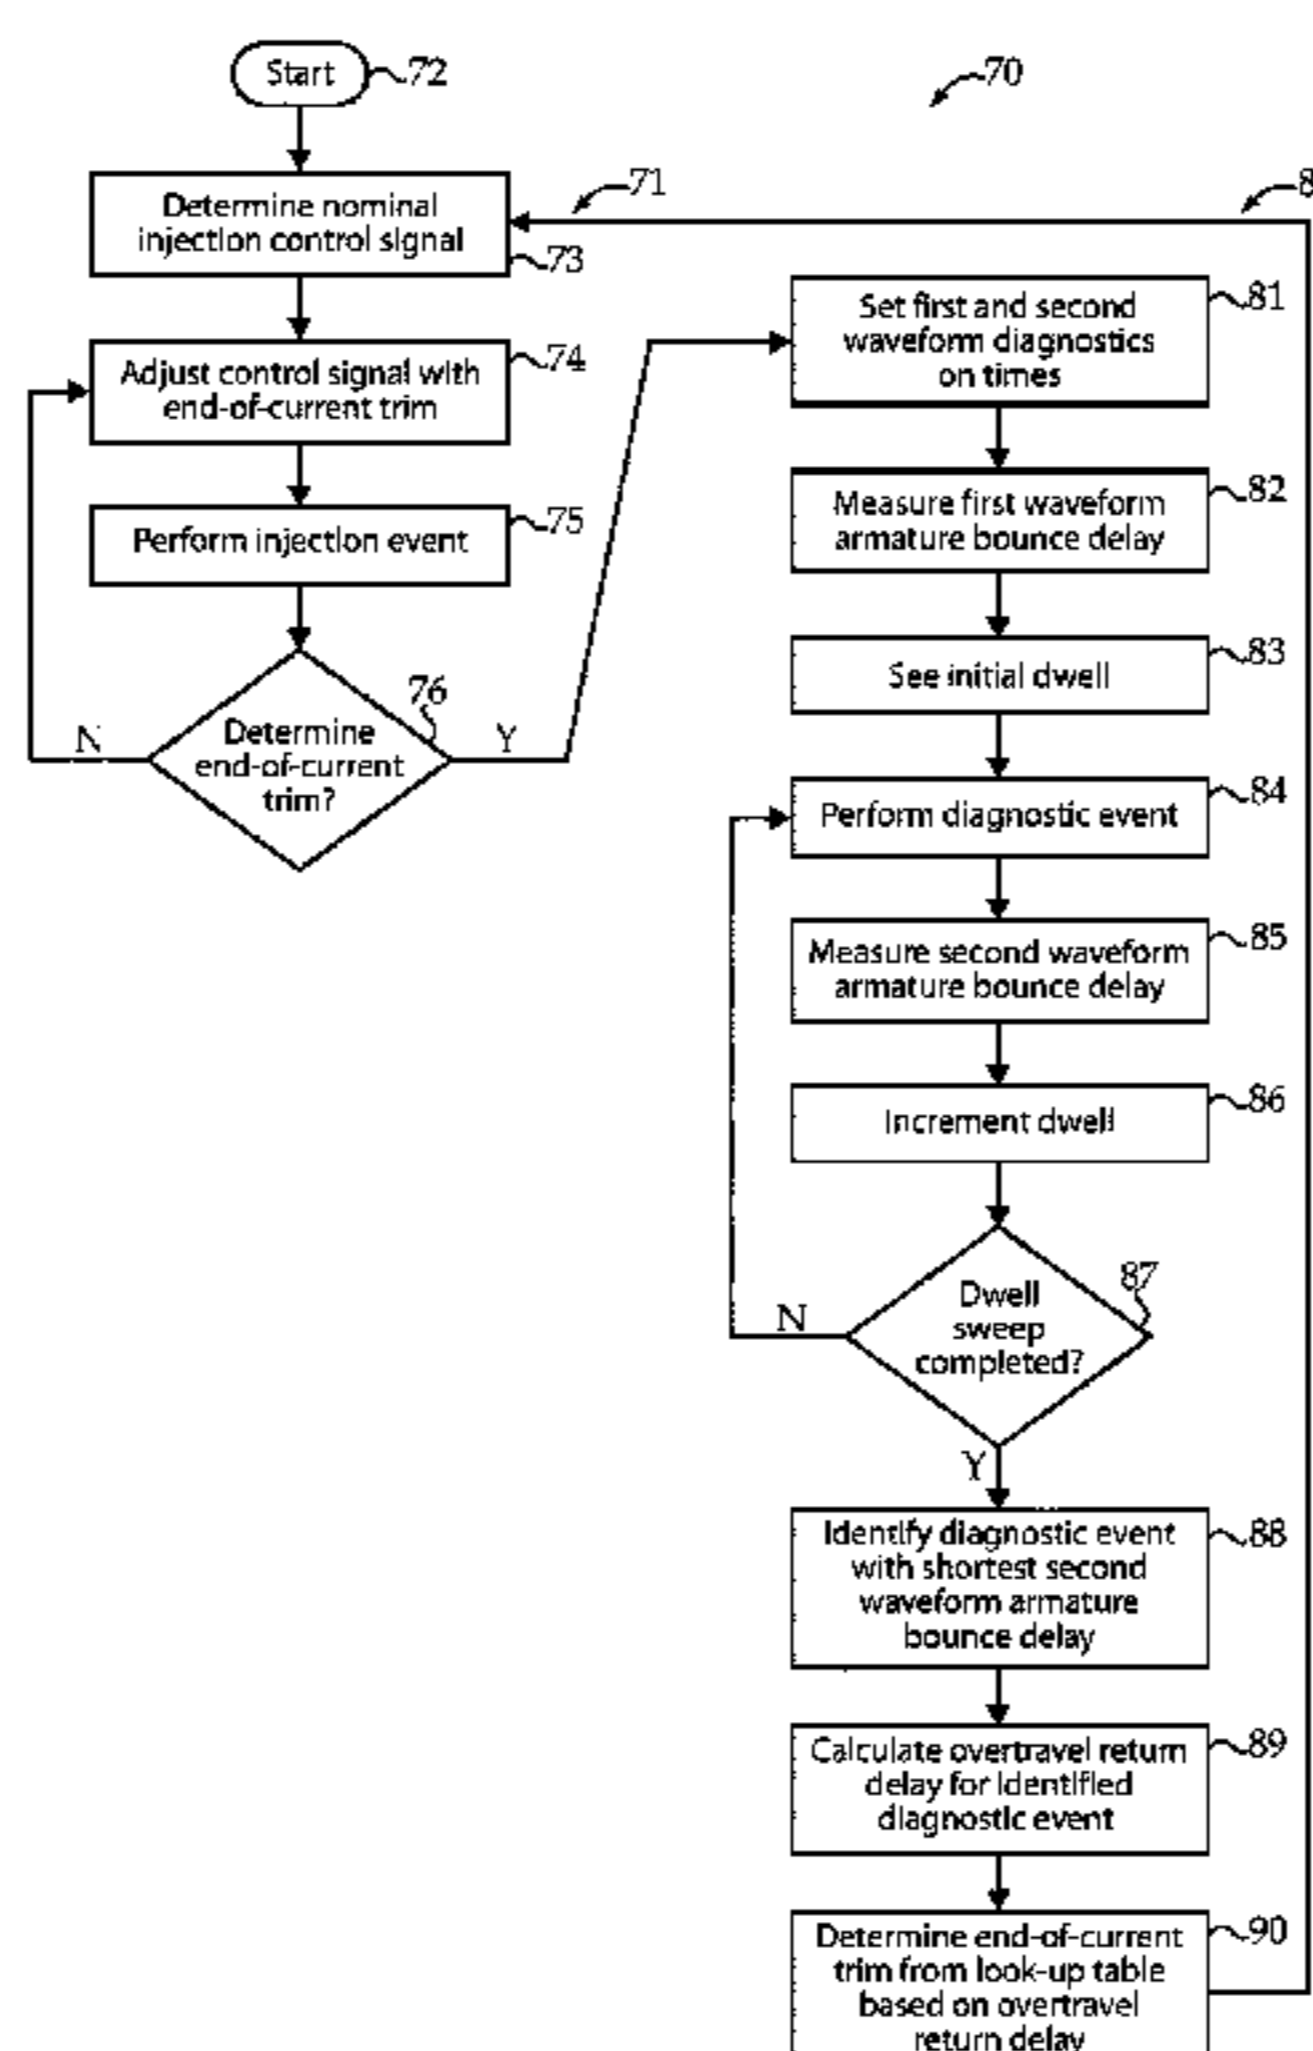 Start
72
70
71
8
Determine nominal
injection control signal
73
Adjust control signal with
end-of-current trim
74
Perform injection event
75
76
Determine
end-of-current
trim?
N
Y
Set first and second
waveform diagnostics
on times
81
Measure first waveform
armature bounce delay
82
See initial dwell
83
Perform diagnostic event
84
Measure second waveform
armature bounce delay
85
Increment dwell
86
87
Dwell
sweep
completed?
N
Y
Identify diagnostic event
with shortest second
waveform armature
bounce delay
88
Calculate overtravel return
delay for identified
diagnostic event
89
Determine end-of-current
trim from look-up table
based on overtravel
return delay
90